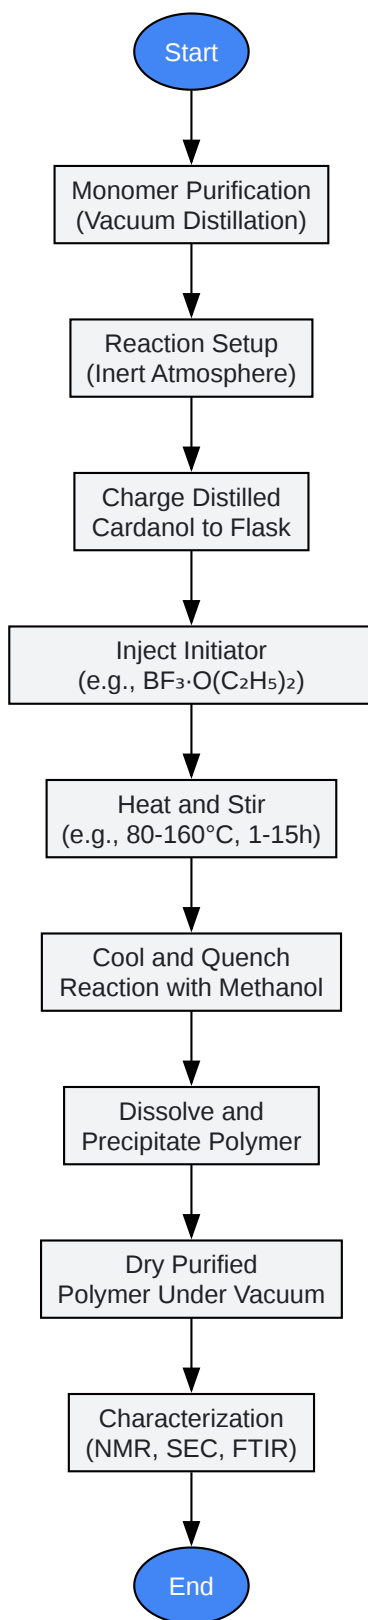 Start
Monomer Purification
(Vacuum Distillation)
Reaction Setup
(Inert Atmosphere)
Charge Distilled
Cardanol to Flask
Inject Initiator
(e.g., BF₃·O(C₂H₅)₂)
Heat and Stir
(e.g., 80-160°C, 1-15h)
Cool and Quench
Reaction with Methanol
Dissolve and
Precipitate Polymer
Dry Purified
Polymer Under Vacuum
Characterization
(NMR, SEC, FTIR)
End